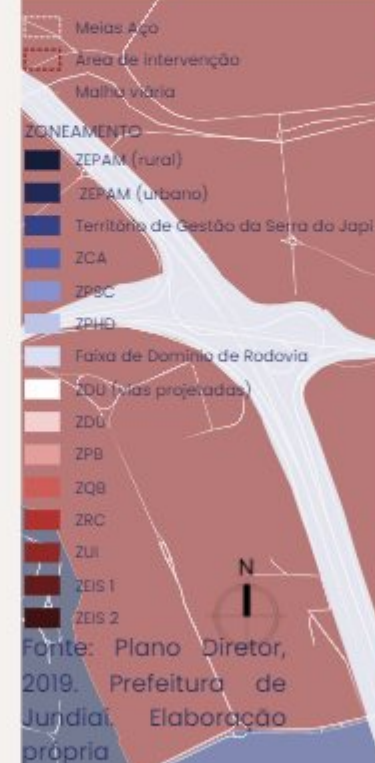 Meias Aço
Área de intervenção
Malha viária
ZONEAMENTO
ZEPAM (rural)
ZEPAM (urbano)
Território de Gestão da Serra do Japi
ZCA
ZPSC
ZPHD
Faixa de Domínio de Rodovia
ZDU (vias projetadas)
ZDU
ZPB
ZQB
ZRC
ZUI
ZEIS 1
ZEIS 2
N
Fonte: Plano Diretor,
2019. Prefeitura de
Jundiaí. Elaboração
própria